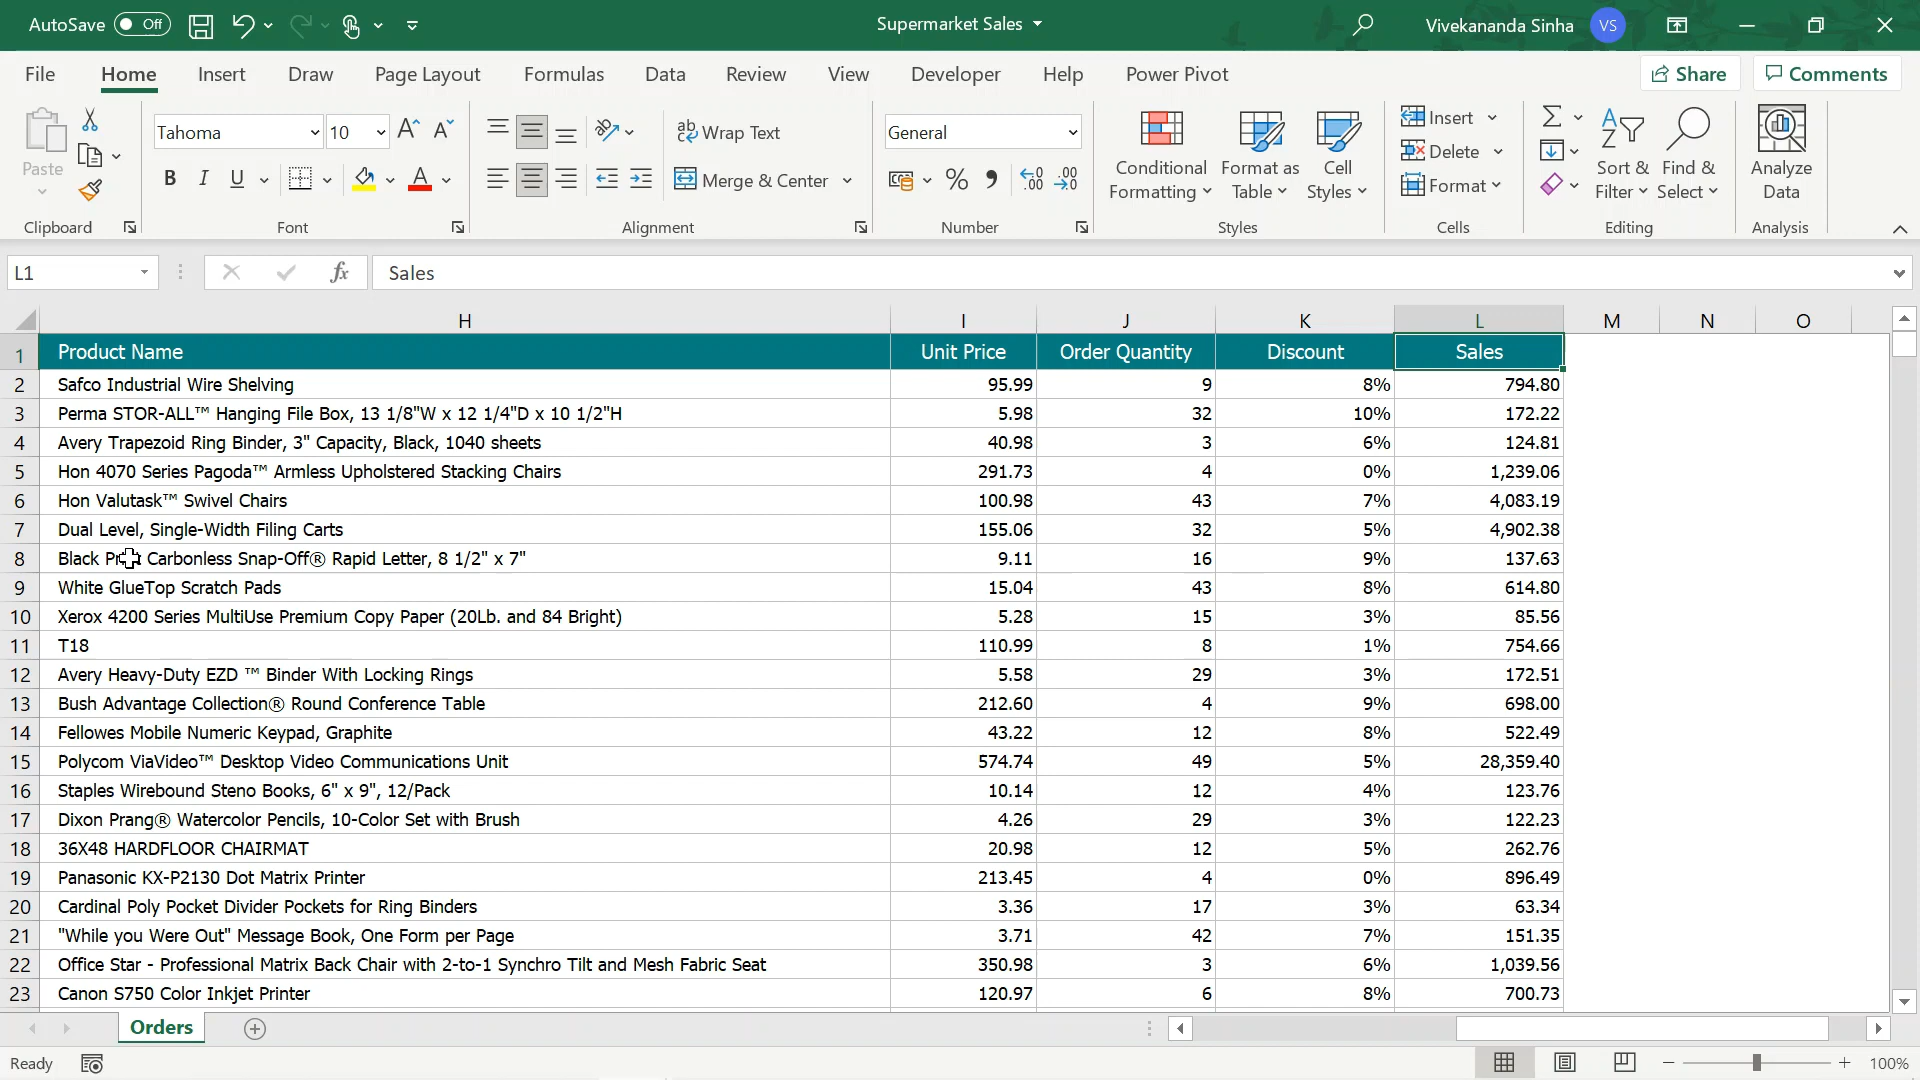 AutoSave Off Supermarket Sales Vivekananda Sinha VS
File Home Insert Draw Page Layout Formulas Data Review View Developer Help Power Pivot Share Comments
Paste Tahoma 10 Wrap Text General Conditional Formatting Format as Table Cell Styles Insert Sort & Filter Find & Select Analyze Data
B I U Merge & Center Delete
Format
Clipboard Font Alignment Number Styles Cells Editing Analysis
L1 fx Sales
H I J K L M N O
1 Product Name Unit Price Order Quantity Discount Sales
2 Safco Industrial Wire Shelving 95.99 9 8% 794.80
3 Perma STOR-ALL™ Hanging File Box, 13 1/8"W x 12 1/4"D x 10 1/2"H 5.98 32 10% 172.22
4 Avery Trapezoid Ring Binder, 3" Capacity, Black, 1040 sheets 40.98 3 6% 124.81
5 Hon 4070 Series Pagoda™ Armless Upholstered Stacking Chairs 291.73 4 0% 1,239.06
6 Hon Valutask™ Swivel Chairs 100.98 43 7% 4,083.19
7 Dual Level, Single-Width Filing Carts 155.06 32 5% 4,902.38
8 Black Print Carbonless Snap-Off® Rapid Letter, 8 1/2" x 7" 9.11 16 9% 137.63
9 White GlueTop Scratch Pads 15.04 43 8% 614.80
10 Xerox 4200 Series MultiUse Premium Copy Paper (20Lb. and 84 Bright) 5.28 15 3% 85.56
11 T18 110.99 8 1% 754.66
12 Avery Heavy-Duty EZD ™ Binder With Locking Rings 5.58 29 3% 172.51
13 Bush Advantage Collection® Round Conference Table 212.60 4 9% 698.00
14 Fellowes Mobile Numeric Keypad, Graphite 43.22 12 8% 522.49
15 Polycom ViaVideo™ Desktop Video Communications Unit 574.74 49 5% 28,359.40
16 Staples Wirebound Steno Books, 6" x 9", 12/Pack 10.14 12 4% 123.76
17 Dixon Prang® Watercolor Pencils, 10-Color Set with Brush 4.26 29 3% 122.23
18 36X48 HARDFLOOR CHAIRMAT 20.98 12 5% 262.76
19 Panasonic KX-P2130 Dot Matrix Printer 213.45 4 0% 896.49
20 Cardinal Poly Pocket Divider Pockets for Ring Binders 3.36 17 3% 63.34
21 "While you Were Out" Message Book, One Form per Page 3.71 42 7% 151.35
22 Office Star - Professional Matrix Back Chair with 2-to-1 Synchro Tilt and Mesh Fabric Seat 350.98 3 6% 1,039.56
23 Canon S750 Color Inkjet Printer 120.97 6 8% 700.73
Orders
Ready 100%